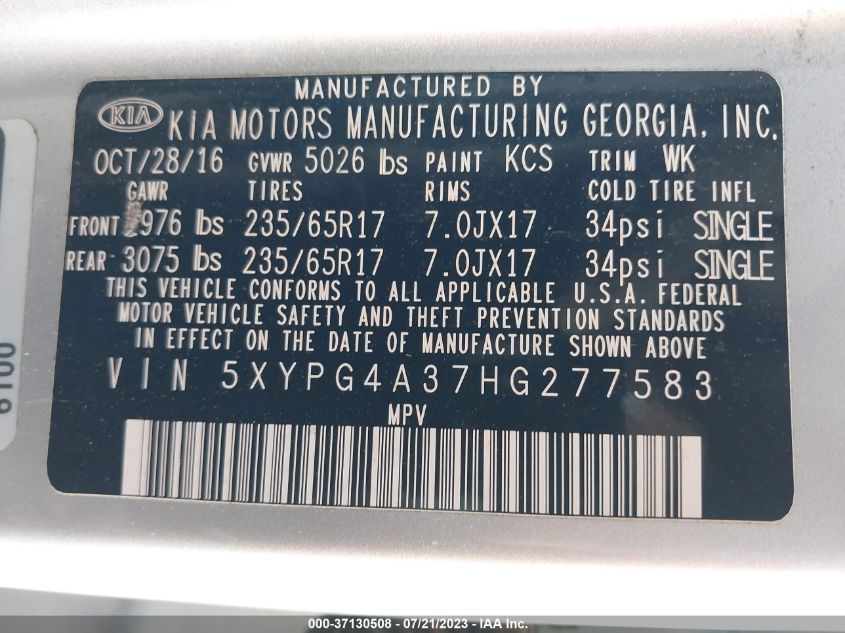 MANUFACTURED BY
KIA KIA MOTORS MANUFACTURING GEORGIA, INC.
OCT/28/16 GVWR 5026 lbs PAINT KCS TRIM WK
GAWR TIRES RIMS COLD TIRE INFL
FRONT 976 lbs 235/65R17 7.0JX17 34psi SINGLE
REAR 3075 lbs 235/65R17 7.0JX17 34psi SINGLE
THIS VEHICLE CONFORMS TO ALL APPLICABLE U.S.A. FEDERAL
MOTOR VEHICLE SAFETY AND THEFT PREVENTION STANDARDS
IN EFFECT ON THE DATE OF MANUFACTURE SHOWN ABOVE
VIN 5XYPG4A37HG277583
MPV
000-37130508 - 07/21/2023 - IAA Inc.